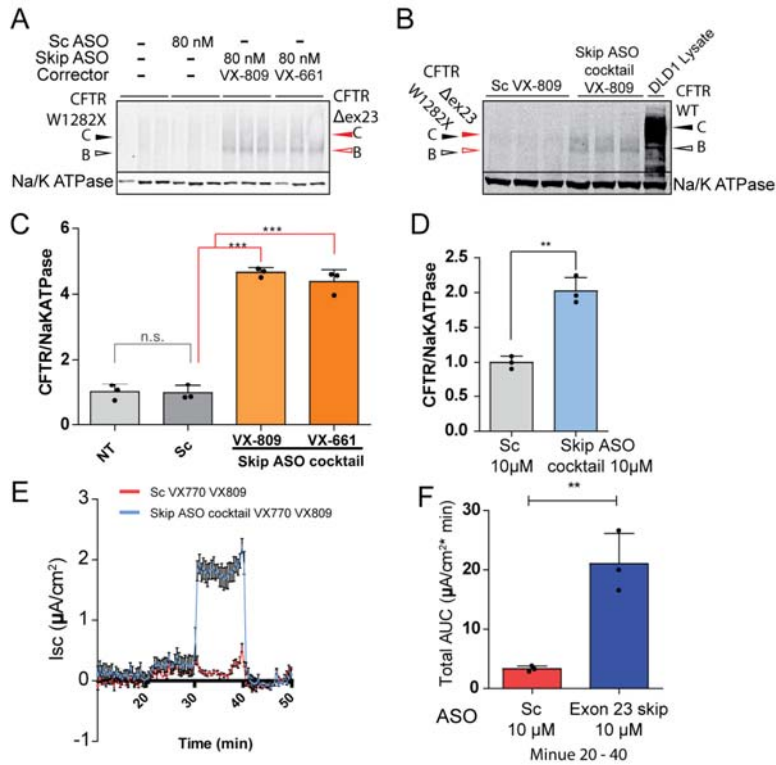 A
Sc ASO - 80 nM - -
Skip ASO - - 80 nM 80 nM
Corrector - - VX-809 VX-661
CFTR
W1282X
C
B
CFTR
Δex23
C
B
Na/K ATPase
B
Sc VX-809
Skip ASO
cocktail
VX-809
DLD1 Lysate
CFTR
Δex23
W1282X
C
B
CFTR
WT
C
B
Na/K ATPase
C
CFTR/NaKATPase
6
4
2
0
n.s.
***
***
NT
Sc
VX-809
VX-661
Skip ASO cocktail
D
CFTR/NaKATPase
2.5
2.0
1.5
1.0
0.5
0.0
**
Sc
10µM
Skip ASO
cocktail 10µM
E
Sc VX770 VX809
Skip ASO cocktail VX770 VX809
Isc (µA/cm2)
3
2
1
0
-1
20
30
40
50
Time (min)
F
**
Total AUC (µA/cm²* min)
30
20
10
0
ASO
Sc
10 µM
Exon 23 skip
10 µM
Minue 20 - 40